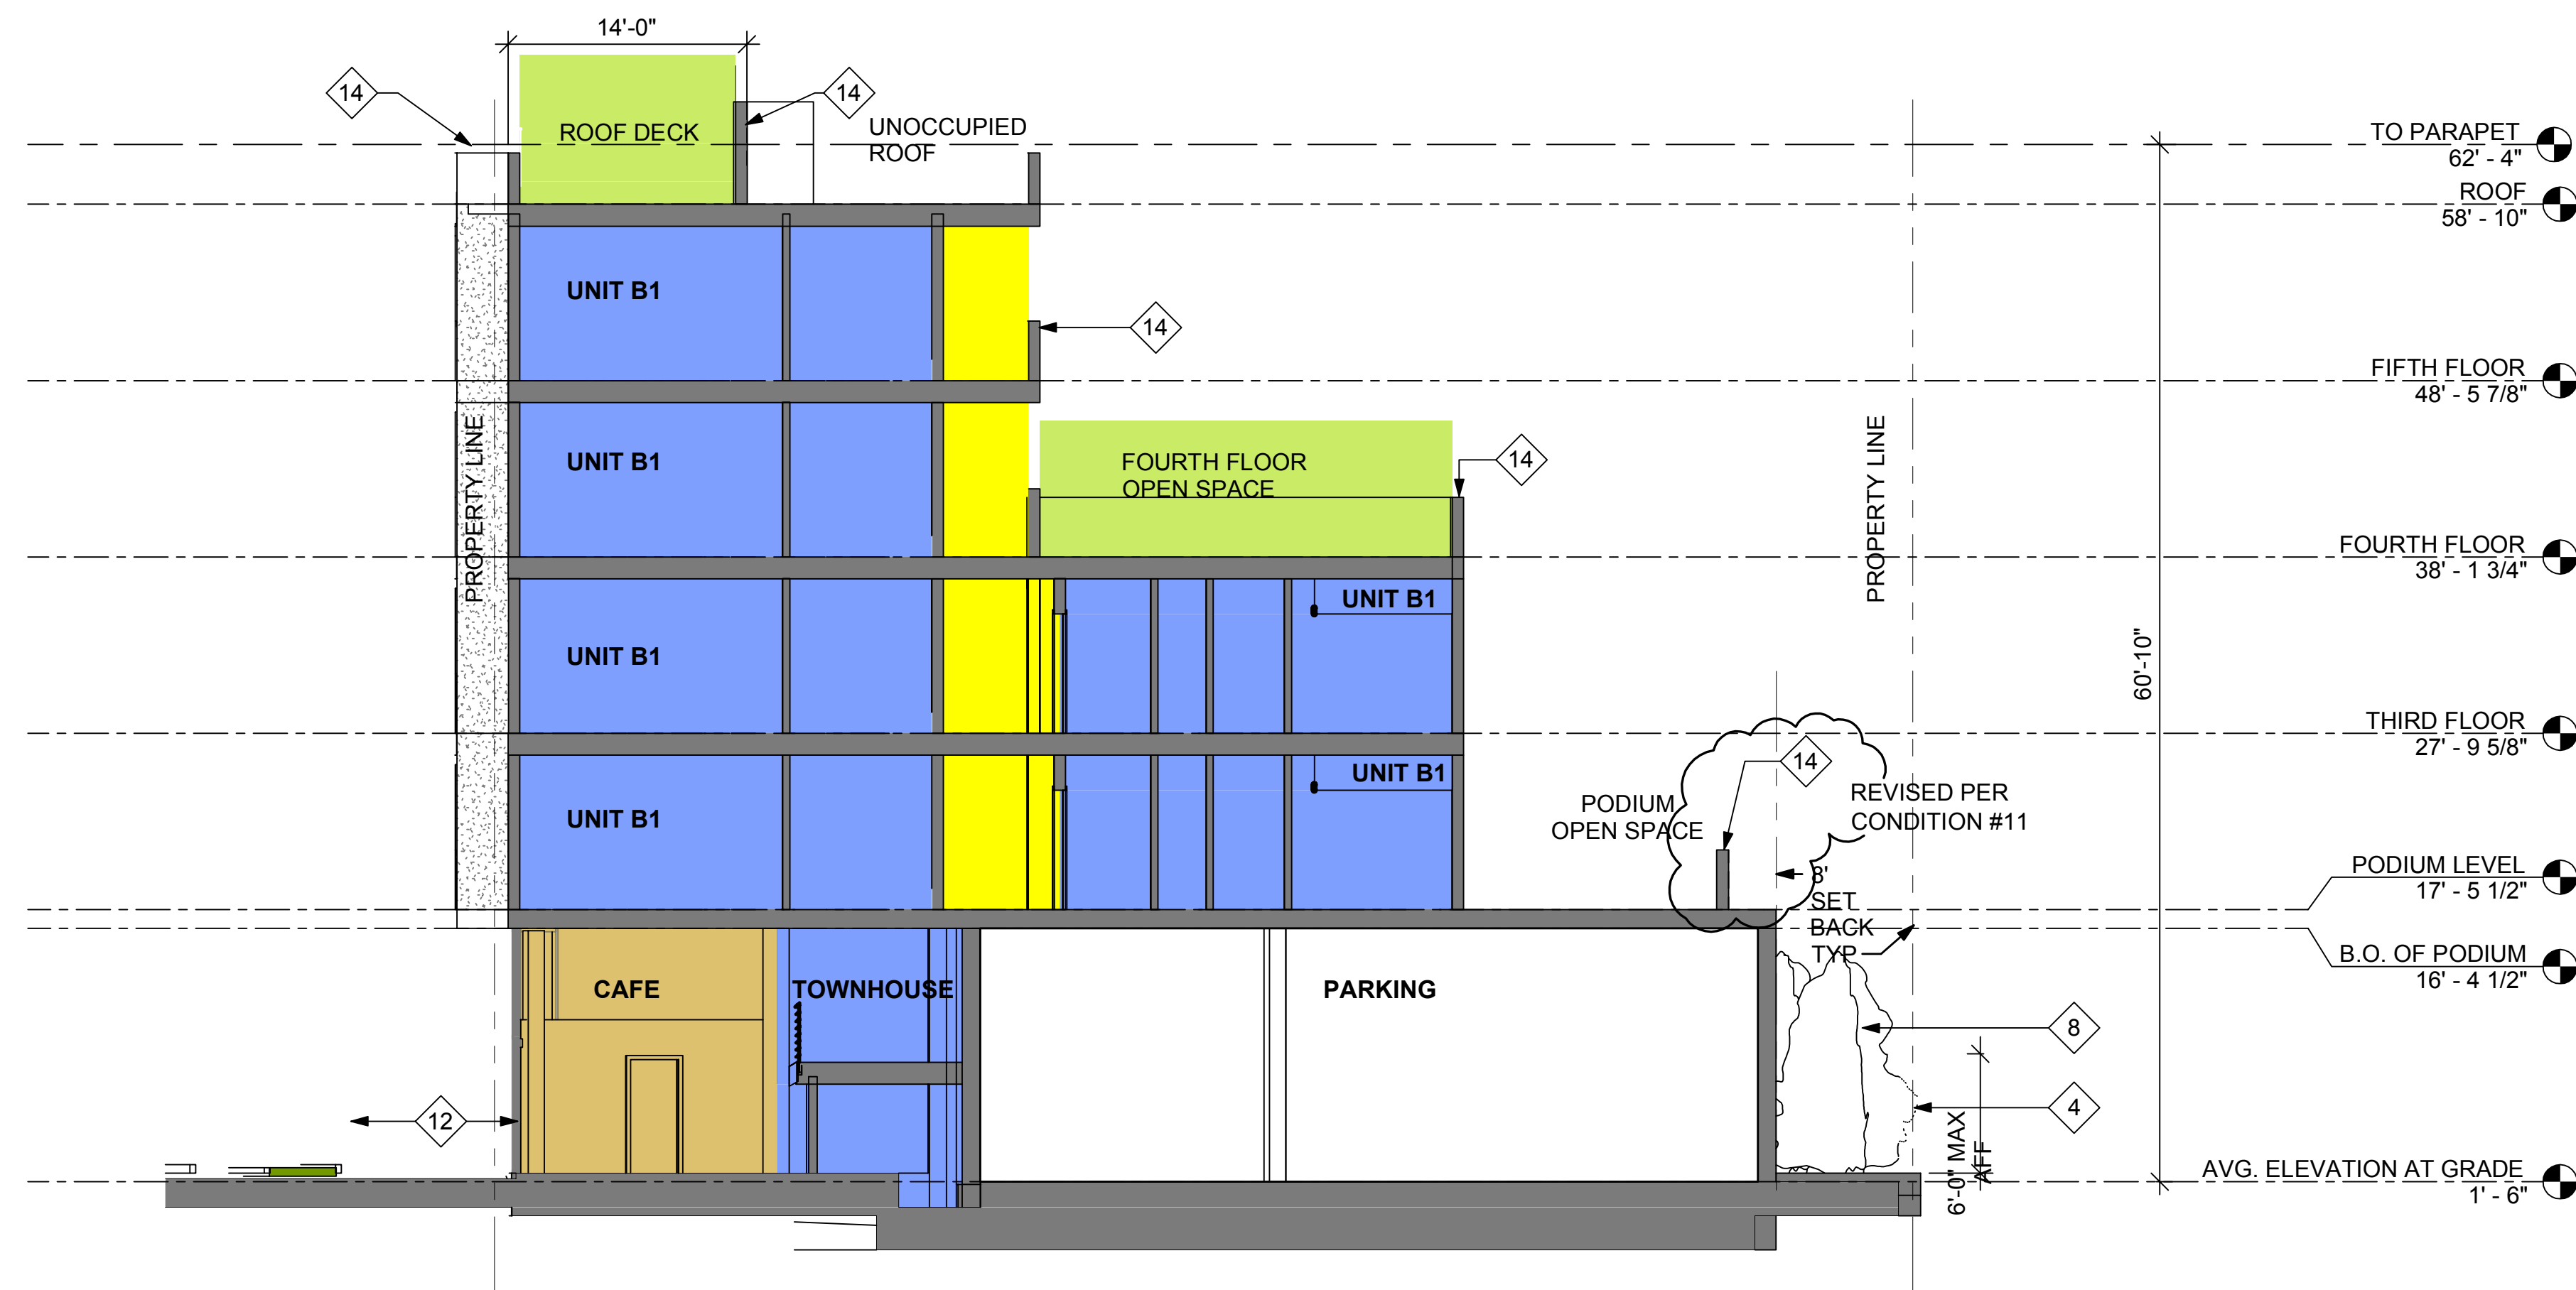 14'-0"
14
14
ROOF DECK
UNOCCUPIED
ROOF
TO PARAPET
62' - 4"
ROOF
58' - 10"
UNIT B1
14
FIFTH FLOOR
48' - 5 7/8"
UNIT B1
FOURTH FLOOR
OPEN SPACE
14
PROPERTY LINE
PROPERTY LINE
FOURTH FLOOR
38' - 1 3/4"
UNIT B1
UNIT B1
60'-10"
THIRD FLOOR
27' - 9 5/8"
UNIT B1
UNIT B1
14
PODIUM
OPEN SPACE
REVISED PER
CONDITION #11
8'
SET
BACK
TYP
PODIUM LEVEL
17' - 5 1/2"
B.O. OF PODIUM
16' - 4 1/2"
CAFE
TOWNHOUSE
PARKING
8
4
12
6'-0" MAX
AFF
AVG. ELEVATION AT GRADE
1' - 6"